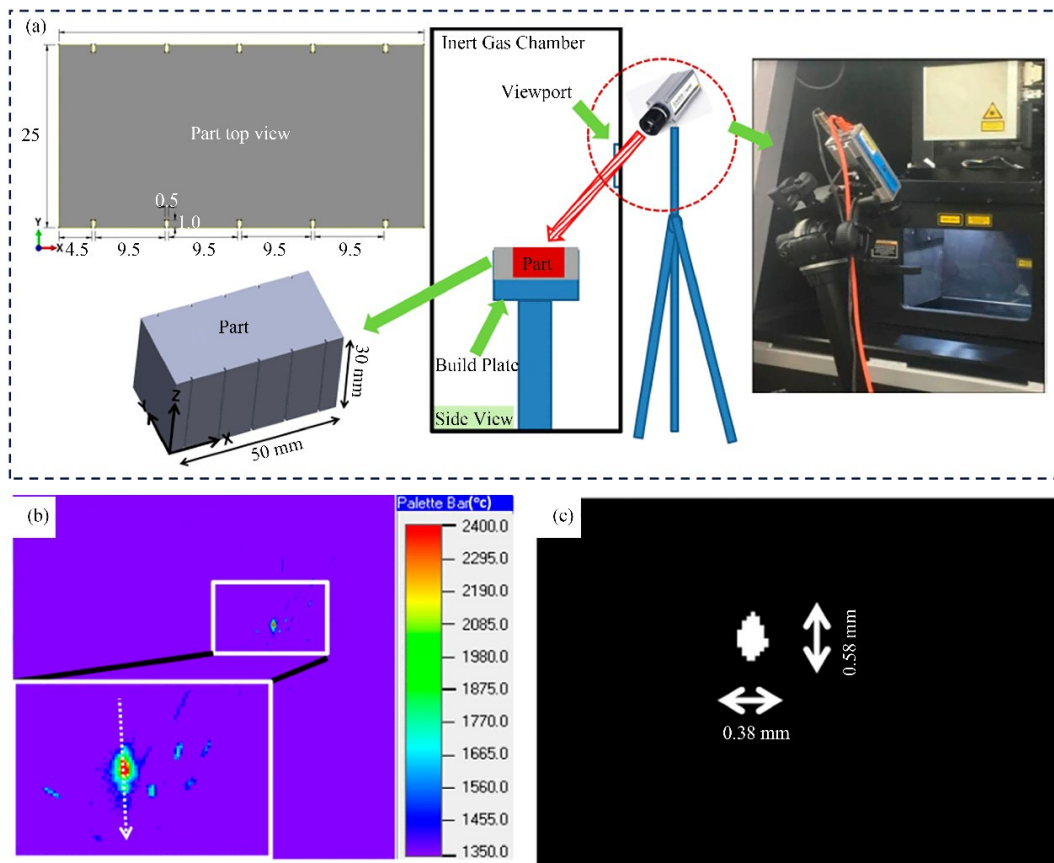 (a)
Inert Gas Chamber
Viewport
25
Part top view
0.5
1.0
Y
X
4.5
9.5
9.5
9.5
9.5
Part
Part
30 mm
Build Plate
Z
Y
X
Side View
50 mm
(b)
Palette Bar(°c)
2400.0
2295.0
2190.0
2085.0
1980.0
1875.0
1770.0
1665.0
1560.0
1455.0
1350.0
(c)
0.58 mm
0.38 mm